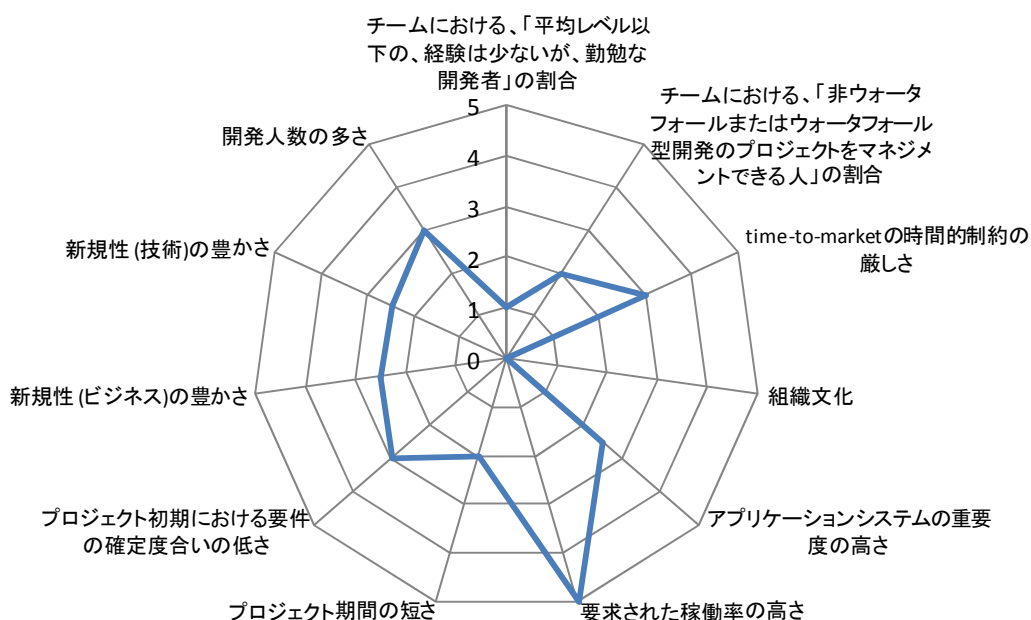 チームにおける、「平均レベル以
下の、経験は少ないが、勤勉な
開発者」の割合
チームにおける、「非ウォータ
フォールまたはウォータフォール
型開発のプロジェクトをマネジメ
ントできる人」の割合
time-to-marketの時間的制約の
厳しさ
組織文化
アプリケーションシステムの重要
度の高さ
要求された稼働率の高さ
プロジェクト期間の短さ
プロジェクト初期における要件
の確定度合いの低さ
新規性(ビジネス)の豊かさ
新規性(技術)の豊かさ
開発人数の多さ
5
4
3
2
1
0